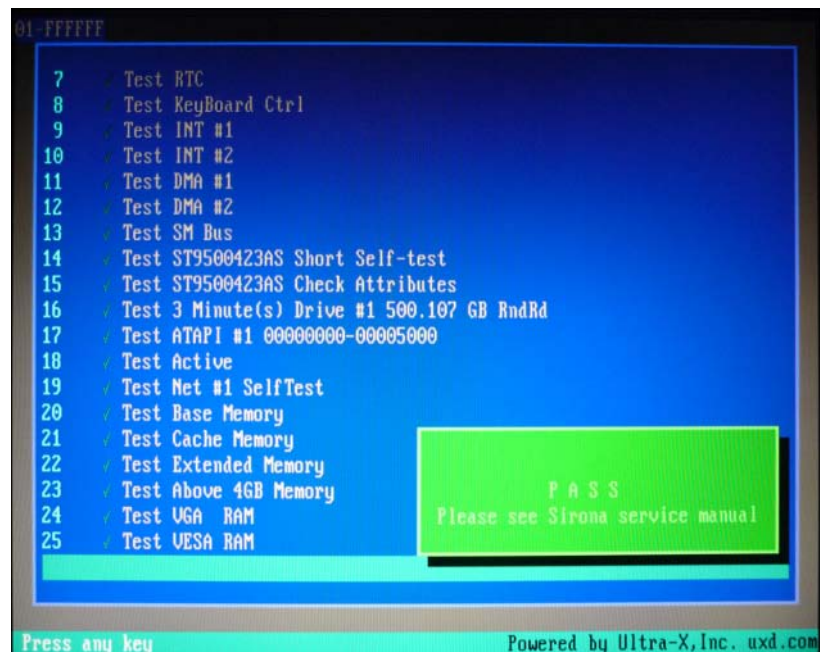 01-FFFFFF
7 √ Test RTC
8 √ Test KeyBoard Ctrl
9 √ Test INT #1
10 √ Test INT #2
11 √ Test DMA #1
12 √ Test DMA #2
13 √ Test SM Bus
14 √ Test ST9500423AS Short Self-test
15 √ Test ST9500423AS Check Attributes
16 √ Test 3 Minute(s) Drive #1 500.107 GB RndRd
17 √ Test ATAPI #1 00000000-00005000
18 √ Test Active
19 √ Test Net #1 SelfTest
20 √ Test Base Memory
21 √ Test Cache Memory
22 √ Test Extended Memory
23 √ Test Above 4GB Memory
24 √ Test VGA RAM
25 √ Test VESA RAM
P A S S
Please see Sirona service manual
Press any key
Powered by Ultra-X,Inc. uxd.com